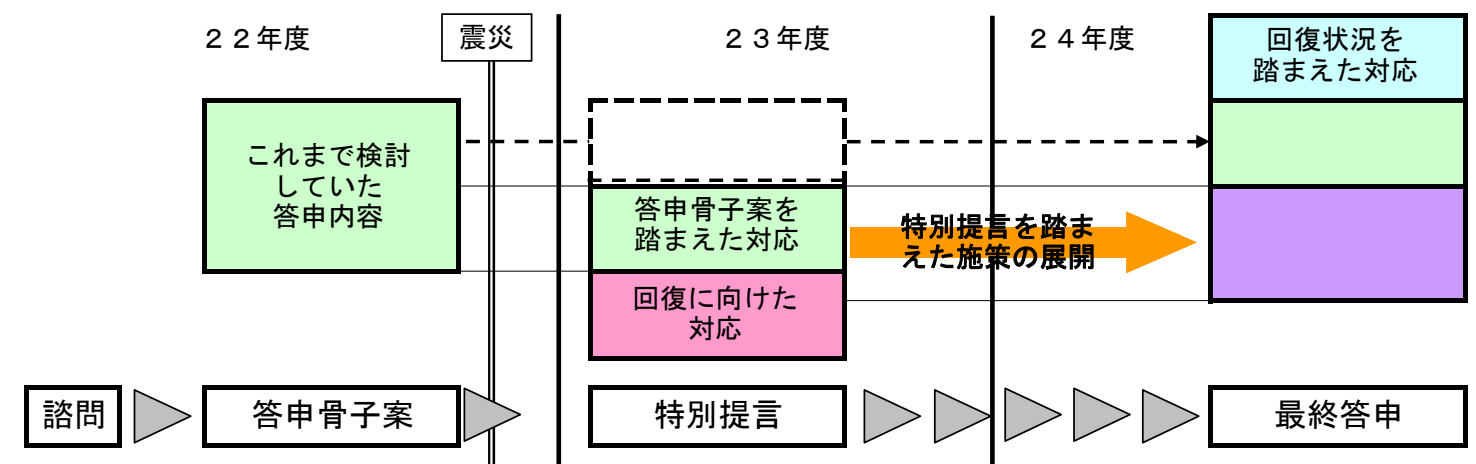 ２２年度
震災
２３年度
２４年度
回復状況を
踏まえた対応
これまで検討
していた
答申内容
答申骨子案を
踏まえた対応
特別提言を踏ま
えた施策の展開
回復に向けた
対応
諮問
答申骨子案
特別提言
最終答申